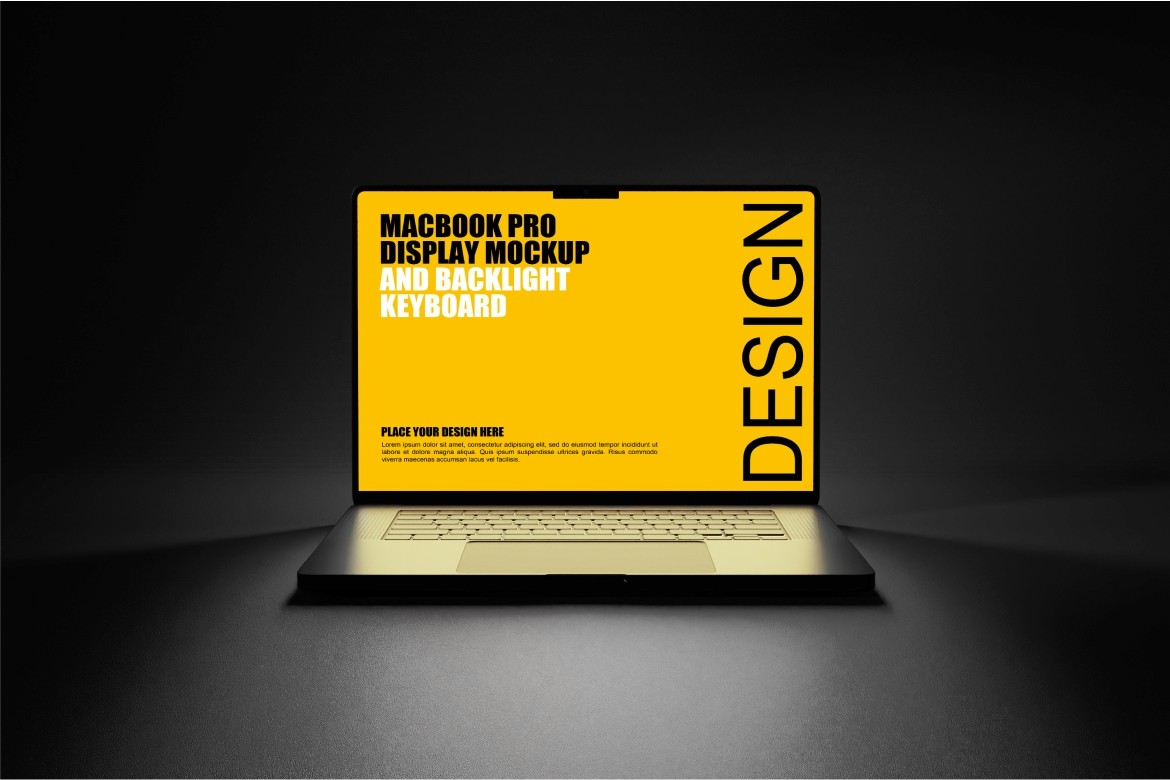 MACBOOK PRO
DISPLAY MOCKUP
AND BACKLIGHT
KEYBOARD
DESIGN
PLACE YOUR DESIGN HERE
Lorem ipsum dolor sit amet, consectetur adipiscing elit, sed do eiusmod tempor incididunt ut
labore et dolore magna aliqua. Quis ipsum suspendisse ultrices gravida. Risus commodo
viverra maecenas accumsan lacus vel facilisis.